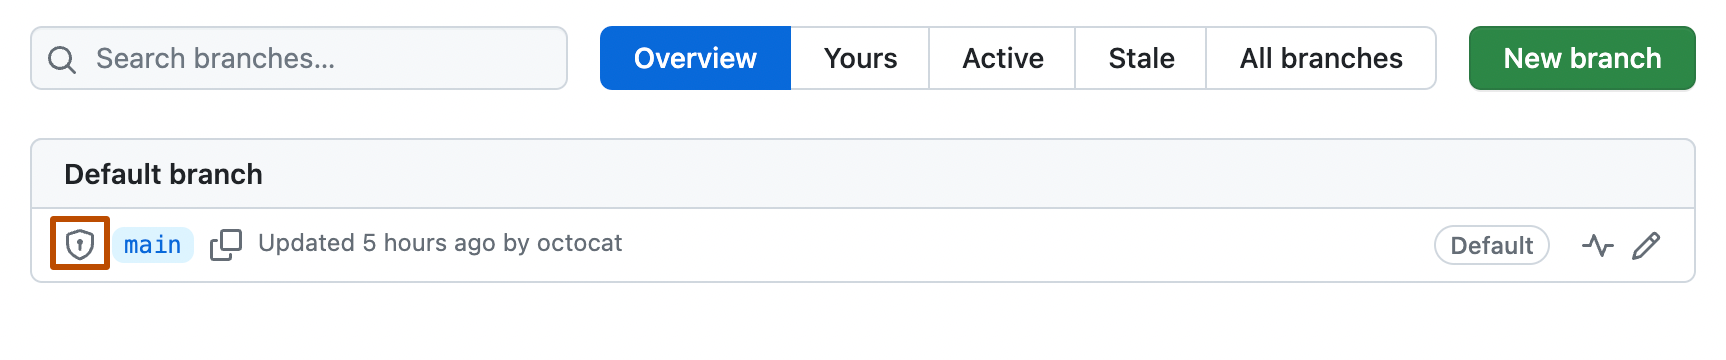 Search branches...
Overview
Yours
Active
Stale
All branches
New branch
Default branch
main
Updated 5 hours ago by octocat
Default